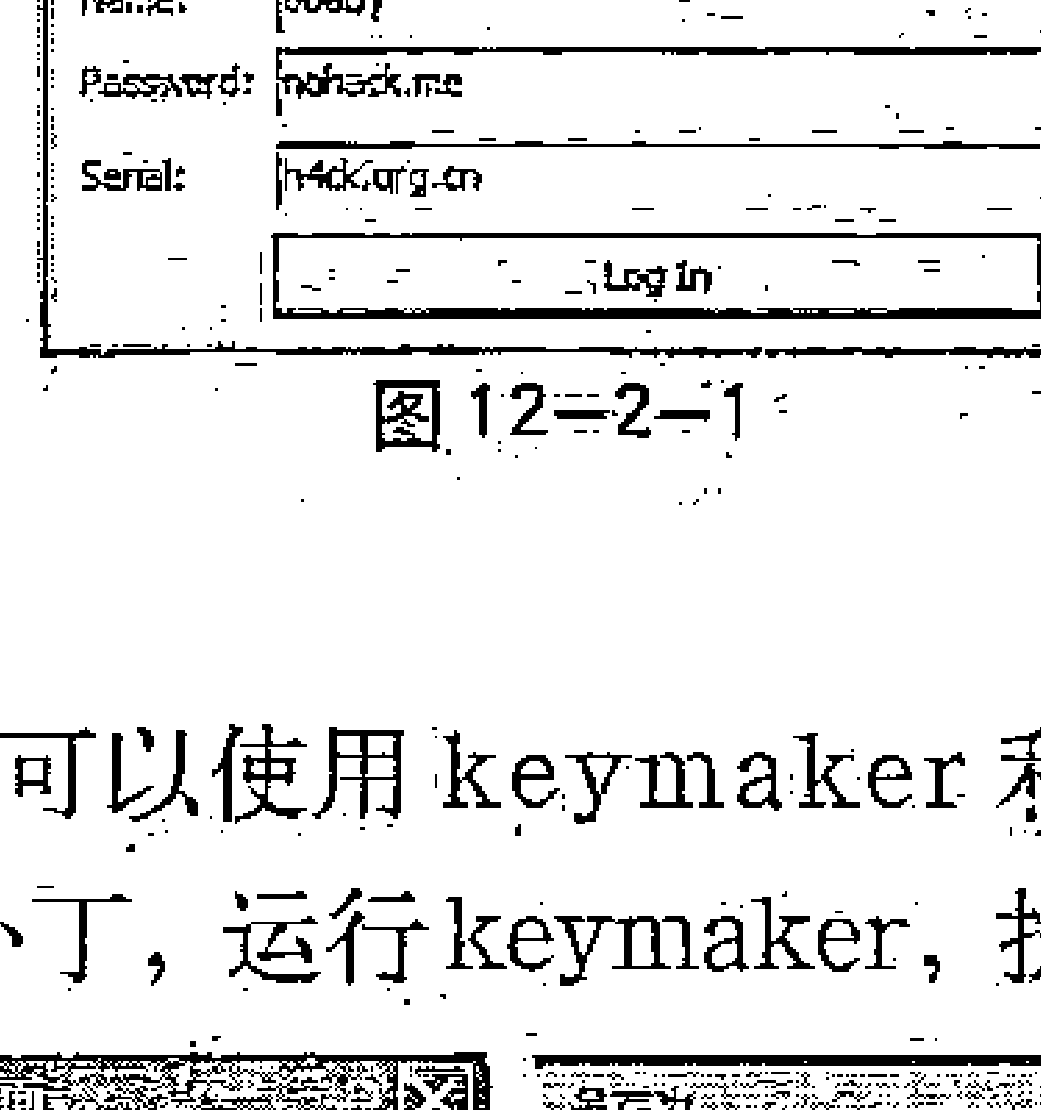 Name:
Password: nohack.me
Serial: h4ck.org.cn
Log in
图 12-2-1
可以使用 keymaker
丁，运行 keymaker，